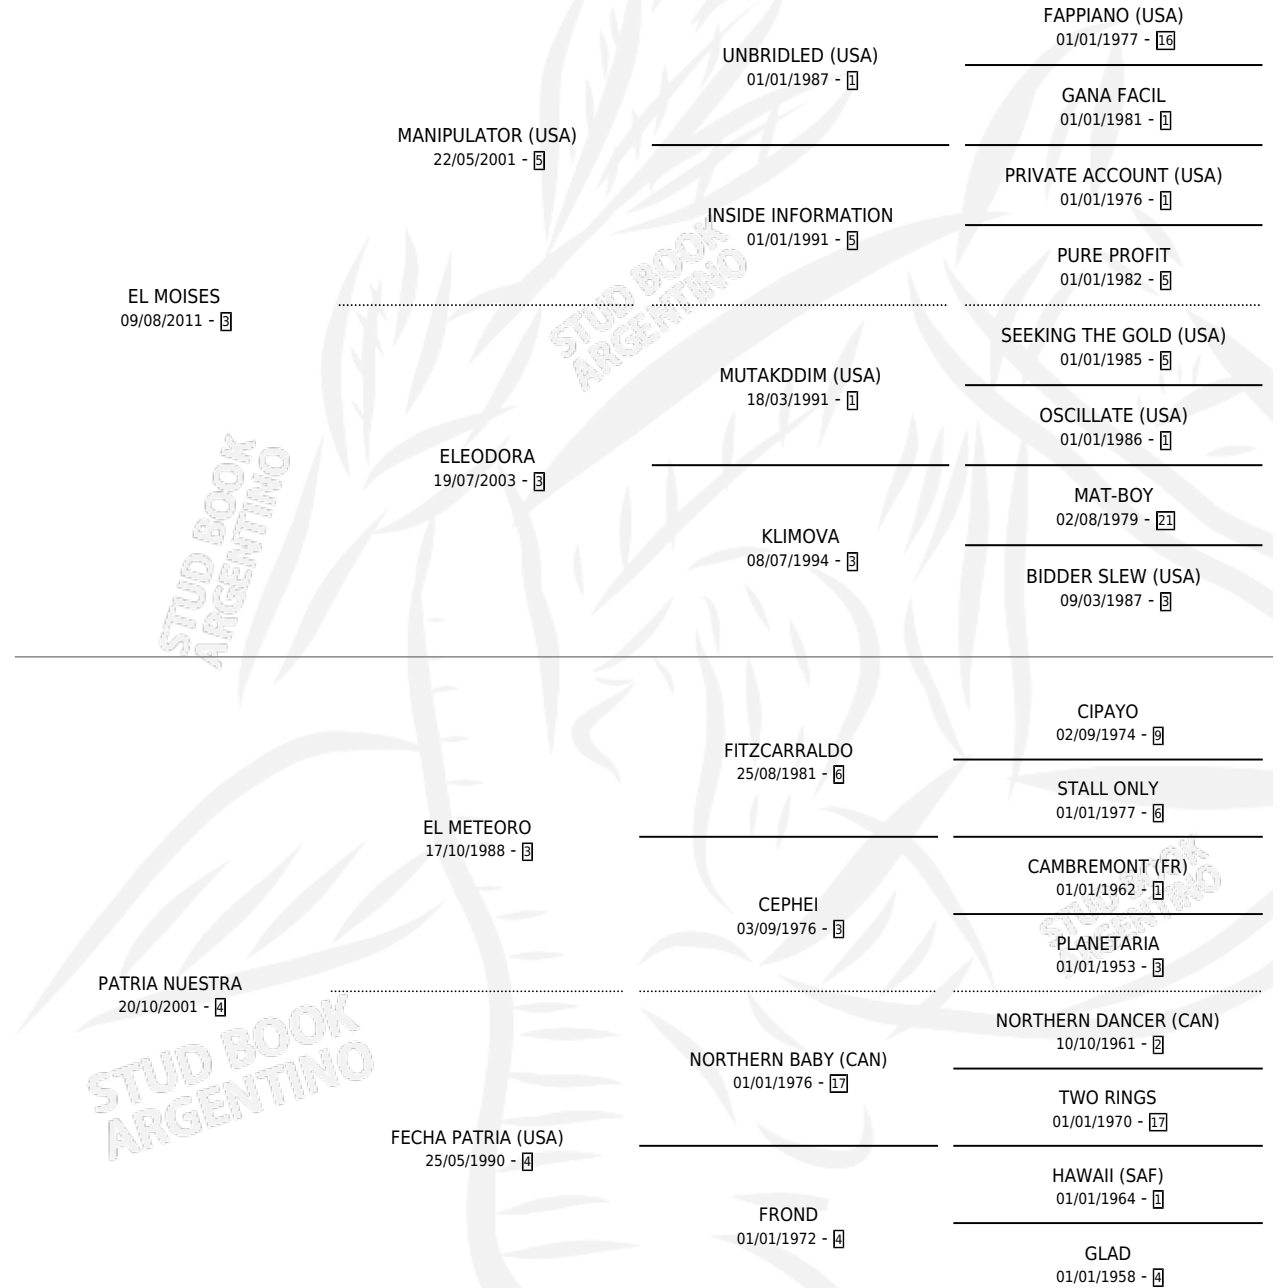 FAPPIANO (USA)
01/01/1977 - 16
UNBRIDLED (USA)
01/01/1987 - 1
GANA FACIL
01/01/1981 - 1
MANIPULATOR (USA)
22/05/2001 - 5
PRIVATE ACCOUNT (USA)
01/01/1976 - 1
INSIDE INFORMATION
01/01/1991 - 5
PURE PROFIT
01/01/1982 - 5
EL MOISES
09/08/2011 - 3
SEEKING THE GOLD (USA)
01/01/1985 - 5
MUTAKDDIM (USA)
18/03/1991 - 1
OSCILLATE (USA)
01/01/1986 - 1
ELEODORA
19/07/2003 - 3
MAT-BOY
02/08/1979 - 21
KLIMOVA
08/07/1994 - 3
BIDDER SLEW (USA)
09/03/1987 - 3
CIPAYO
02/09/1974 - 9
FITZCARRALDO
25/08/1981 - 6
STALL ONLY
01/01/1977 - 6
EL METEORO
17/10/1988 - 3
CAMBREMONT (FR)
01/01/1962 - 1
CEPHEI
03/09/1976 - 3
PLANETARIA
01/01/1953 - 3
PATRIA NUESTRA
20/10/2001 - 4
NORTHERN DANCER (CAN)
10/10/1961 - 2
NORTHERN BABY (CAN)
01/01/1976 - 17
TWO RINGS
01/01/1970 - 17
FECHA PATRIA (USA)
25/05/1990 - 4
HAWAII (SAF)
01/01/1964 - 1
FROND
01/01/1972 - 4
GLAD
01/01/1958 - 4
STUD BOOK
ARGENTINO
STUD BOOK
ARGENTINO
STUD BOOK
ARGENTINO
STUD BOOK
ARGENTINO